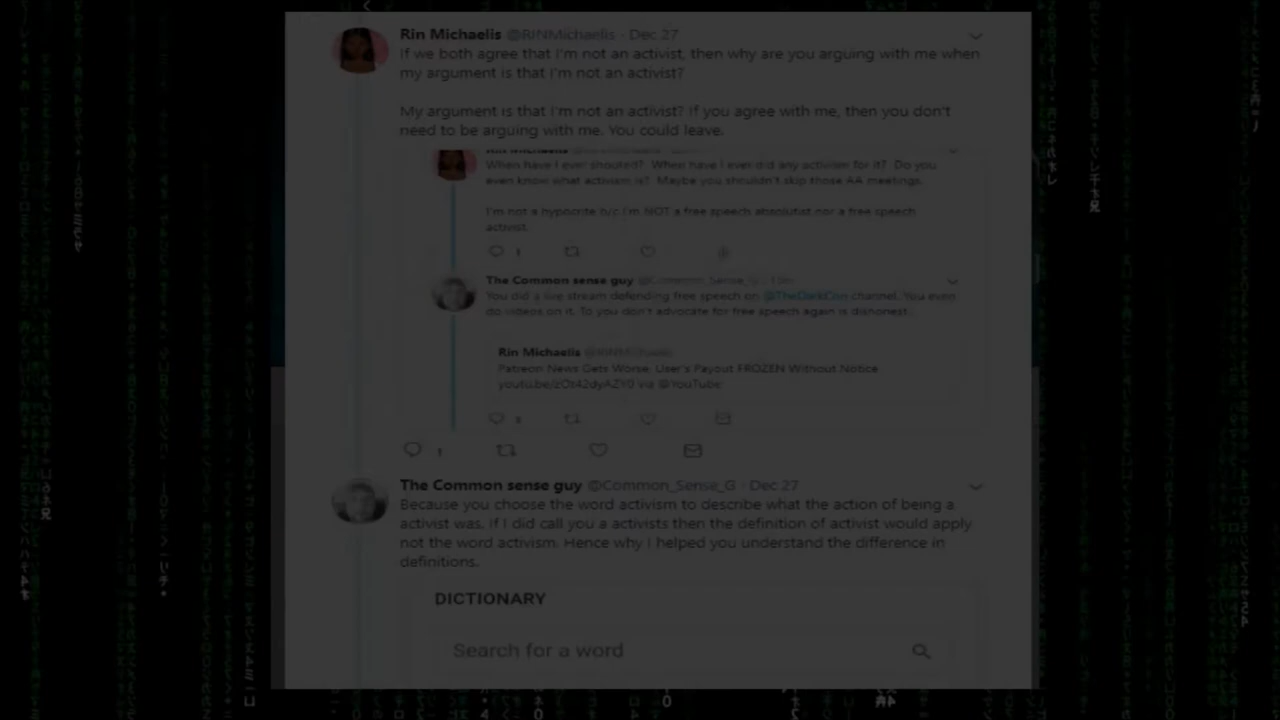 Rin Michaelis @RINMichaelis · Dec 27
If we both agree that I'm not an activist, then why are you arguing with me when
my argument is that I'm not an activist?
My argument is that I'm not an activist? If you agree with me, then you don't
need to be arguing with me. You could leave.
Rin Michaelis
When have I ever shouted? When have I ever did any activism for it? Do you
even know what activism is? Maybe you shouldn't skip those AA meetings.
I'm not a hypocrite b/c I'm NOT a free speech absolutist nor a free speech
activist.
1
The Common sense guy @Common_Sense_G
You did a live stream defending free speech on @TheDarkCon channel. You even
do videos on it. To you don't advocate for free speech again is dishonest.
Rin Michaelis @RINMichaelis
Patreon News Gets Worse. User's Payout FROZEN Without Notice
youtu.be/ via @YouTube
1
The Common sense guy @Common_Sense_G · Dec 27
Because you choose the word activism to describe what the action of being a
activist was. If I did call you a activists then the definition of activist would apply
not the word activism. Hence why I helped you understand the difference in
definitions.
DICTIONARY
Search for a word